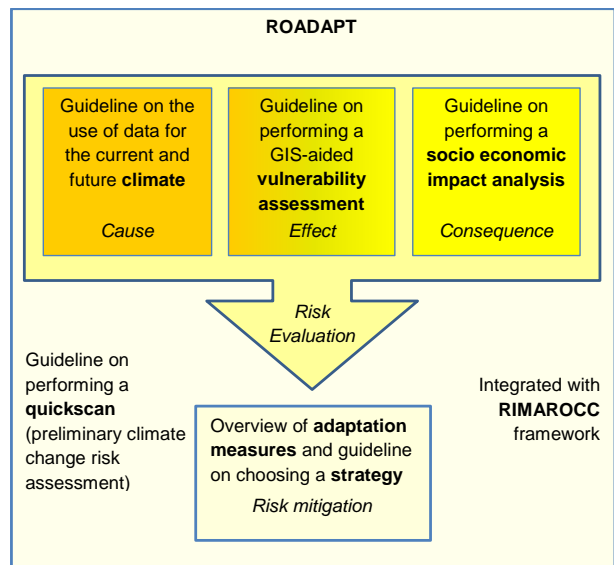 ROADAPT
Guideline on the
use of data for
the current and
future climate
Cause
Guideline on
performing a
GIS-aided
vulnerability
assessment
Effect
Guideline on
performing a
socio economic
impact analysis
Consequence
Risk
Evaluation
Guideline on
performing a
quickscan
(preliminary climate
change risk
assessment)
Overview of adaptation
measures and guideline
on choosing a strategy
Risk mitigation
Integrated with
RIMAROCC
framework